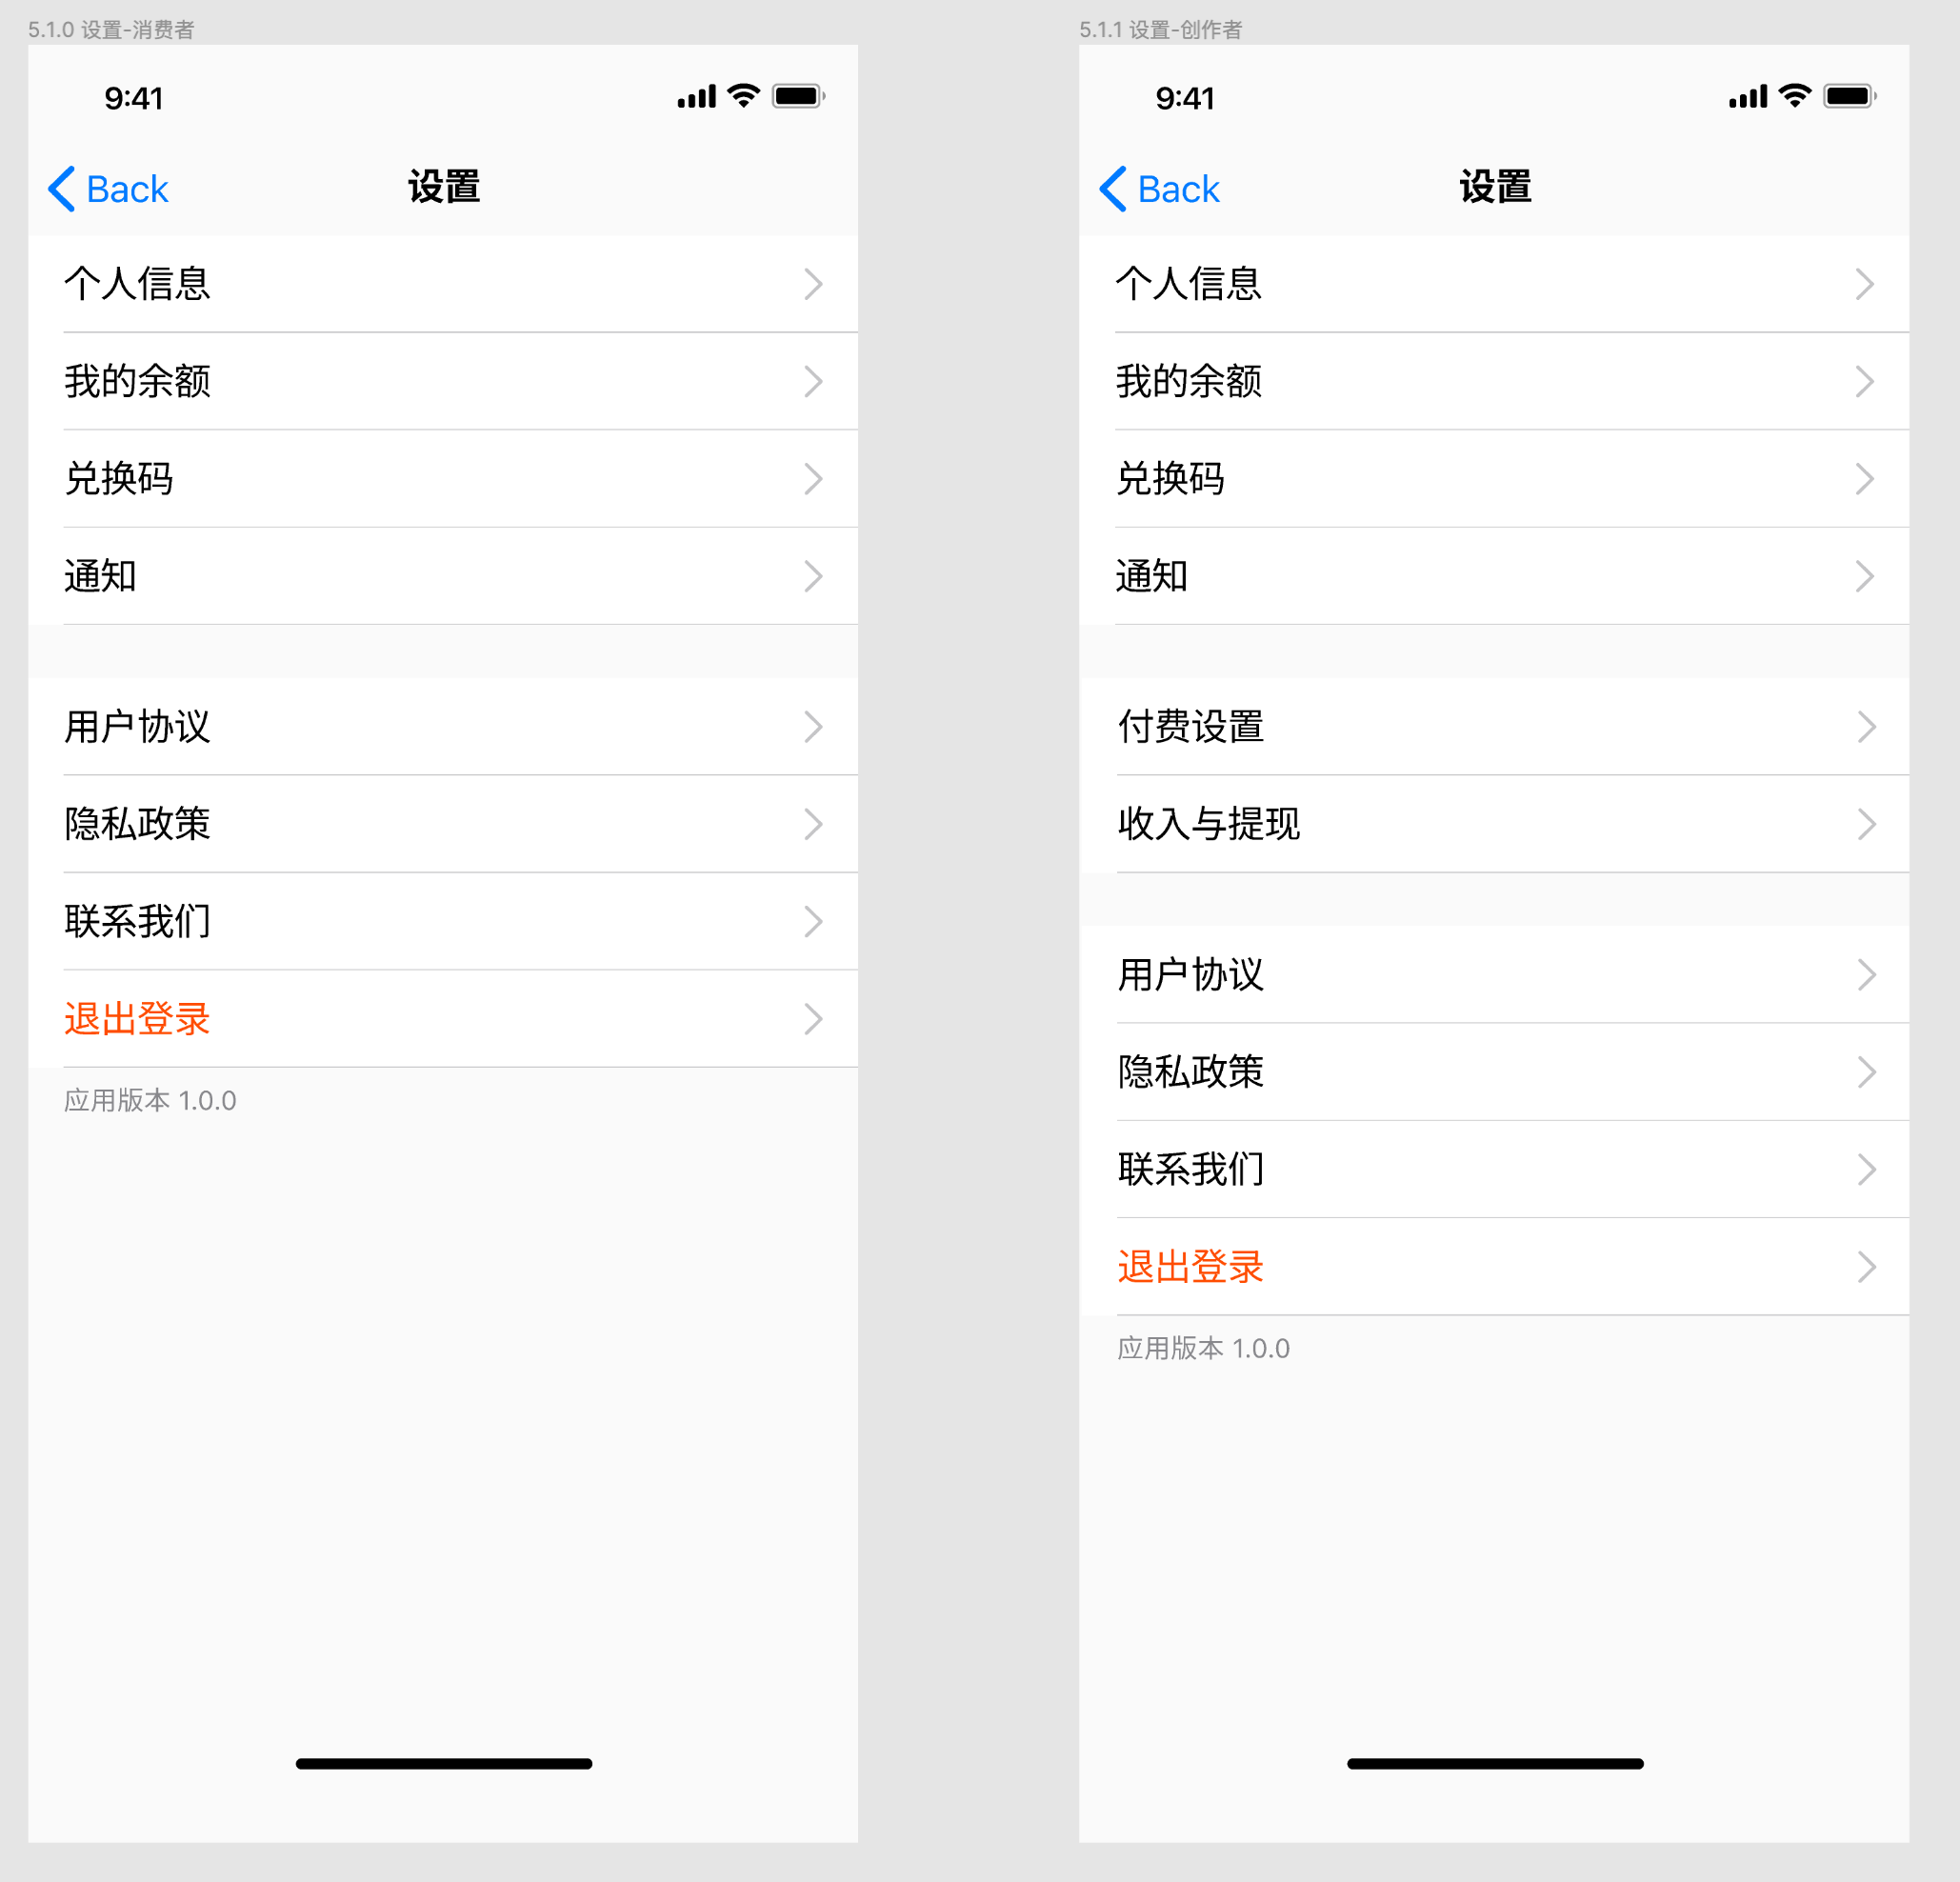 5.1.0 设置-消费者
9:41
Back
设置
个人信息
我的余额
兑换码
通知
用户协议
隐私政策
联系我们
退出登录
应用版本 1.0.0
5.1.1 设置-创作者
9:41
Back
设置
个人信息
我的余额
兑换码
通知
付费设置
收入与提现
用户协议
隐私政策
联系我们
退出登录
应用版本 1.0.0